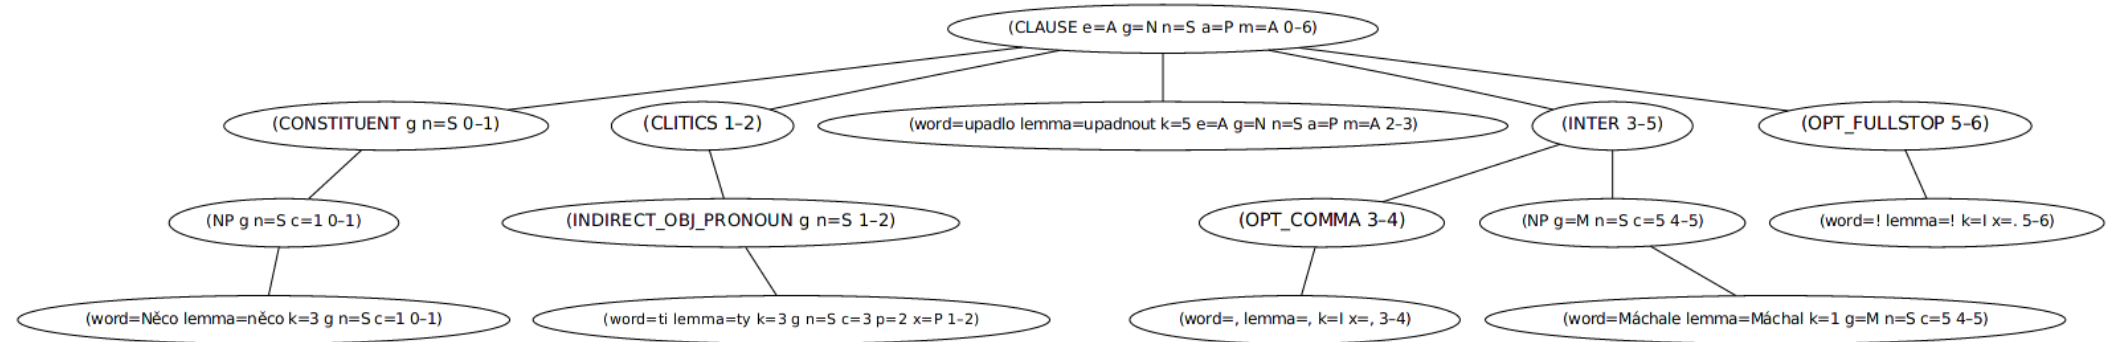 (CLAUSE e=A g=N n=S a=P m=A 0–6)
(CONSTITUENT g n=S 0–1)
(CLITICS 1–2)
(word=upadlo lemma=upadnout k=5 e=A g=N n=S a=P m=A 2–3)
(INTER 3–5)
(OPT_FULLSTOP 5–6)
(NP g n=S c=1 0–1)
(INDIRECT_OBJ_PRONOUN g n=S 1–2)
(OPT_COMMA 3–4)
(NP g=M n=S c=5 4–5)
(word=! lemma=! k=I x=. 5–6)
(word=Něco lemma=něco k=3 g n=S c=1 0–1)
(word=ti lemma=ty k=3 g n=S c=3 p=2 x=P 1–2)
(word=, lemma=, k=I x=, 3–4)
(word=Máchale lemma=Máchal k=1 g=M n=S c=5 4–5)